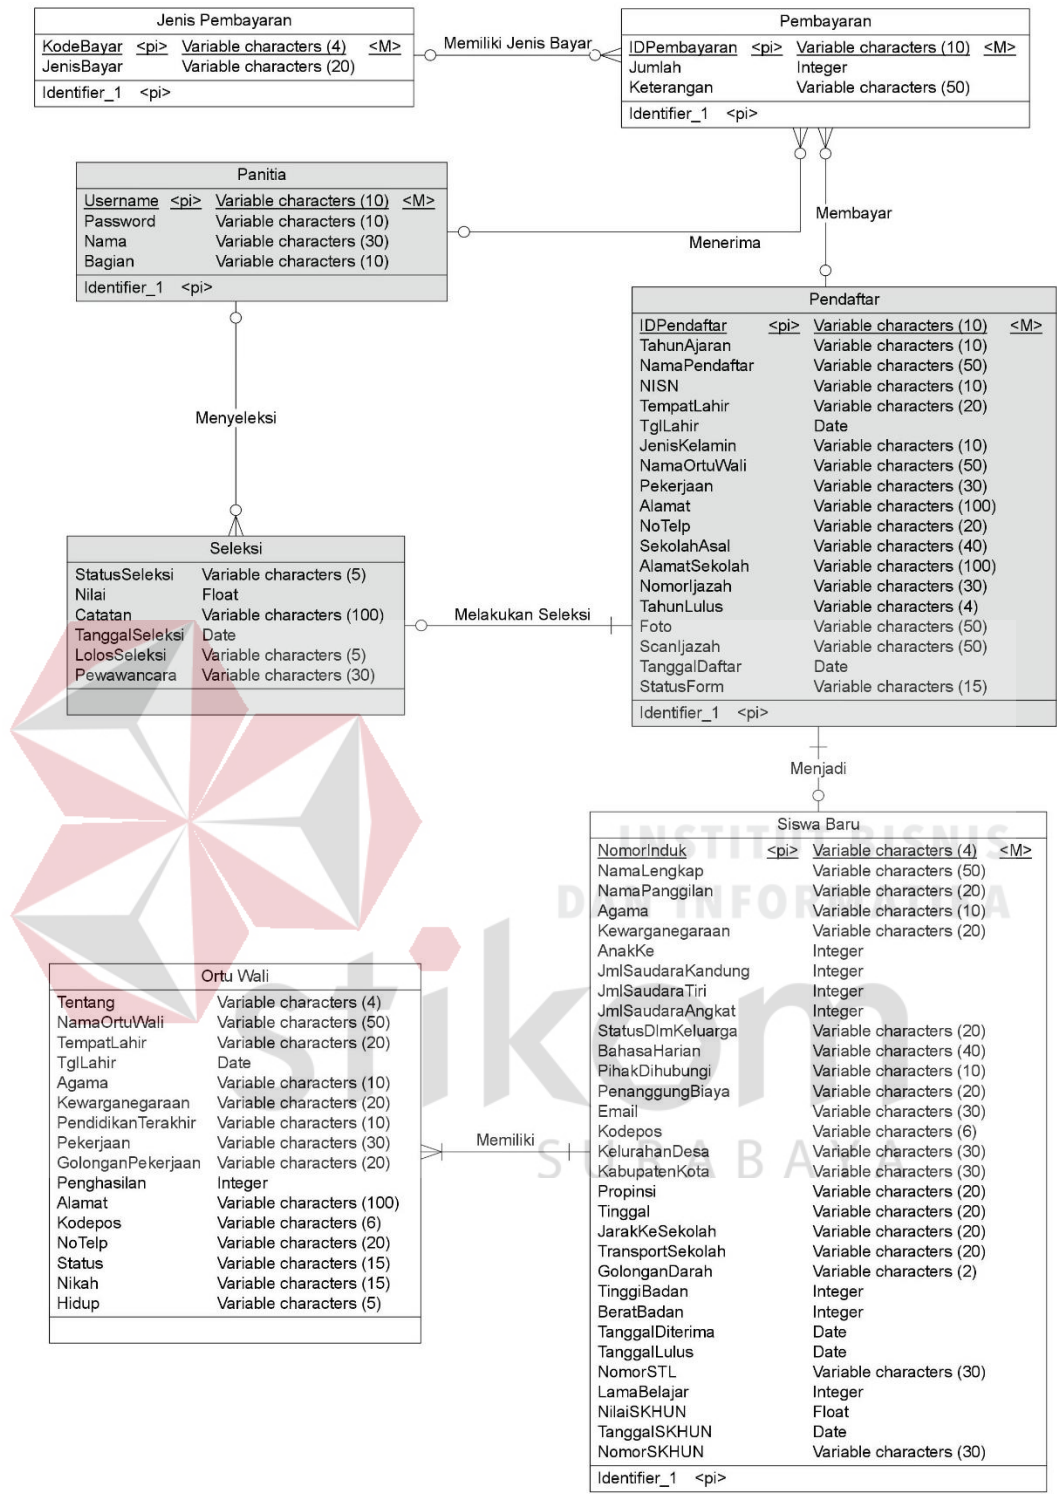 Jenis Pembayaran
KodeBayar <pi> Variable characters (4) <M>
JenisBayar Variable characters (20)
Identifier_1 <pi>
Memiliki Jenis Bayar
Pembayaran
IDPembayaran <pi> Variable characters (10) <M>
Jumlah Integer
Keterangan Variable characters (50)
Identifier_1 <pi>
Panitia
Username <pi> Variable characters (10) <M>
Password Variable characters (10)
Nama Variable characters (30)
Bagian Variable characters (10)
Identifier_1 <pi>
Menerima
Membayar
Pendaftar
IDPendaftar <pi> Variable characters (10) <M>
TahunAjaran Variable characters (10)
NamaPendaftar Variable characters (50)
NISN Variable characters (10)
TempatLahir Variable characters (20)
TglLahir Date
JenisKelamin Variable characters (10)
NamaOrtuWali Variable characters (50)
Pekerjaan Variable characters (30)
Alamat Variable characters (100)
NoTelp Variable characters (20)
SekolahAsal Variable characters (40)
AlamatSekolah Variable characters (100)
NomorIjazah Variable characters (30)
TahunLulus Variable characters (4)
Foto Variable characters (50)
ScanIjazah Variable characters (50)
TanggalDaftar Date
StatusForm Variable characters (15)
Identifier_1 <pi>
Menyeleksi
Seleksi
StatusSeleksi Variable characters (5)
Nilai Float
Catatan Variable characters (100)
TanggalSeleksi Date
LolosSeleksi Variable characters (5)
Pewawancara Variable characters (30)
Melakukan Seleksi
Menjadi
Siswa Baru
NomorInduk <pi> Variable characters (4) <M>
NamaLengkap Variable characters (50)
NamaPanggilan Variable characters (20)
Agama Variable characters (10)
Kewarganegaraan Variable characters (20)
AnakKe Integer
JmlSaudaraKandung Integer
JmlSaudaraTiri Integer
JmlSaudaraAngkat Integer
StatusDlmKeluarga Variable characters (20)
BahasaHarian Variable characters (40)
PihakDihubungi Variable characters (10)
PenanggungBiaya Variable characters (20)
Email Variable characters (30)
Kodepos Variable characters (6)
KelurahanDesa Variable characters (30)
KabupatenKota Variable characters (30)
Propinsi Variable characters (20)
Tinggal Variable characters (20)
JarakKeSekolah Variable characters (20)
TransportSekolah Variable characters (20)
GolonganDarah Variable characters (2)
TinggiBadan Integer
BeratBadan Integer
TanggalDiterima Date
TanggalLulus Date
NomorSTL Variable characters (30)
LamaBelajar Integer
NilaiSKHUN Float
TanggalSKHUN Date
NomorSKHUN Variable characters (30)
Identifier_1 <pi>
Memiliki
Ortu Wali
Tentang Variable characters (4)
NamaOrtuWali Variable characters (50)
TempatLahir Variable characters (20)
TglLahir Date
Agama Variable characters (10)
Kewarganegaraan Variable characters (20)
PendidikanTerakhir Variable characters (10)
Pekerjaan Variable characters (30)
GolonganPekerjaan Variable characters (20)
Penghasilan Integer
Alamat Variable characters (100)
Kodepos Variable characters (6)
NoTelp Variable characters (20)
Status Variable characters (15)
Nikah Variable characters (15)
Hidup Variable characters (5)
INSTITUT BISNIS
DAN INFORMATIKA
stikom
SURABAYA